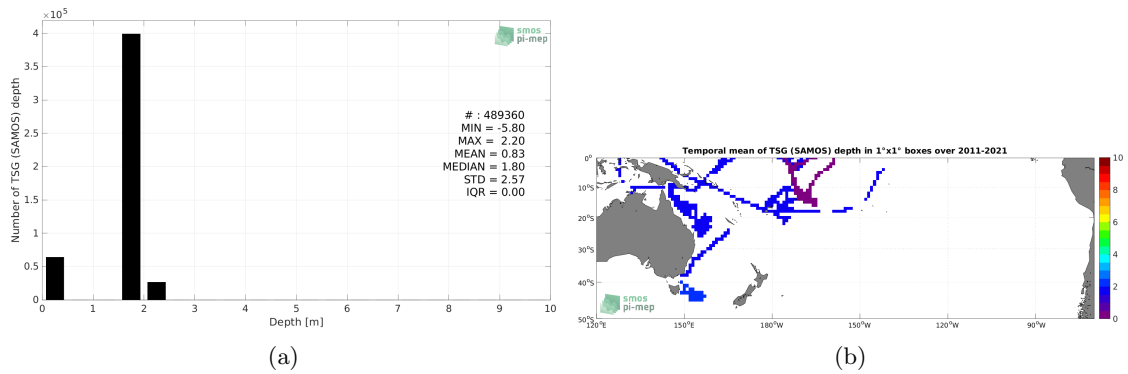 ×10⁵
4
3.5
3
2.5
2
1.5
1
0.5
0
Number of TSG (SAMOS) depth
smos
pi-mep
# : 489360
MIN = -5.80
MAX = 2.20
MEAN = 0.83
MEDIAN = 1.80
STD = 2.57
IQR = 0.00
0 1 2 3 4 5 6 7 8 9 10
Depth [m]
(a)
Temporal mean of TSG (SAMOS) depth in 1°x1° boxes over 2011-2021
0°
10°S
20°S
30°S
40°S
50°S
smos
pi-mep
120°E 150°E 180°W 150°W 120°W 90°W
10
8
6
4
2
0
(b)